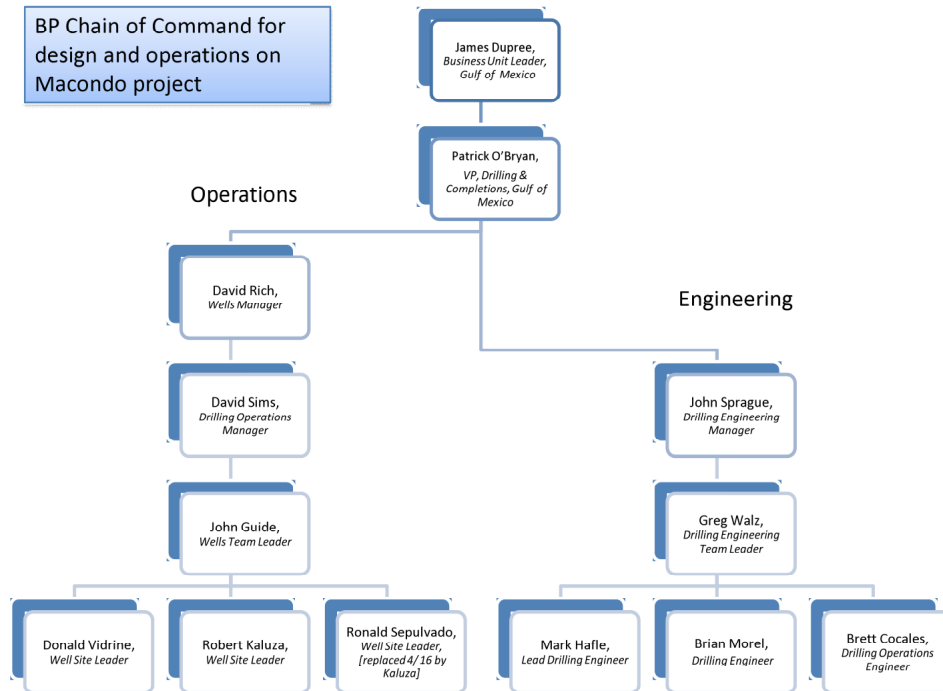 BP Chain of Command for
design and operations on
Macondo project
James Dupree,
Business Unit Leader,
Gulf of Mexico
Patrick O'Bryan,
VP, Drilling &
Completions, Gulf of
Mexico
Operations
David Rich,
Wells Manager
Engineering
David Sims,
Drilling Operations
Manager
John Sprague,
Drilling Engineering
Manager
John Guide,
Wells Team Leader
Greg Walz,
Drilling Engineering
Team Leader
Donald Vidrine,
Well Site Leader
Robert Kaluza,
Well Site Leader
Ronald Sepulvado,
Well Site Leader,
[replaced 4/16 by
Kaluza]
Mark Hafle,
Lead Drilling Engineer
Brian Morel,
Drilling Engineer
Brett Cocales,
Drilling Operations
Engineer